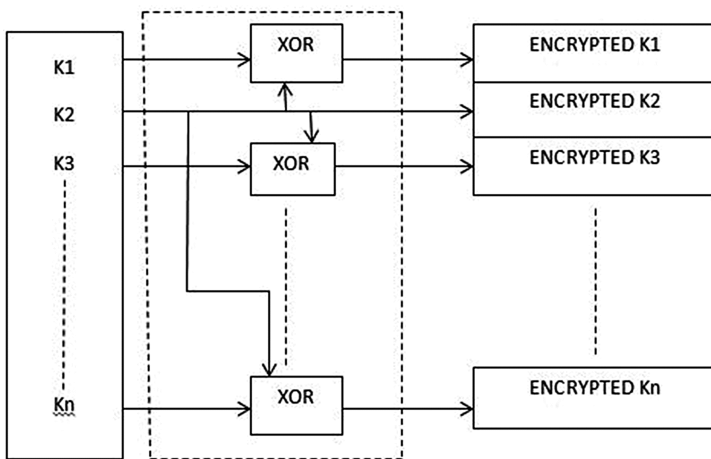 K1
XOR
ENCRYPTED K1
K2
ENCRYPTED K2
K3
XOR
ENCRYPTED K3
Kn
XOR
ENCRYPTED Kn